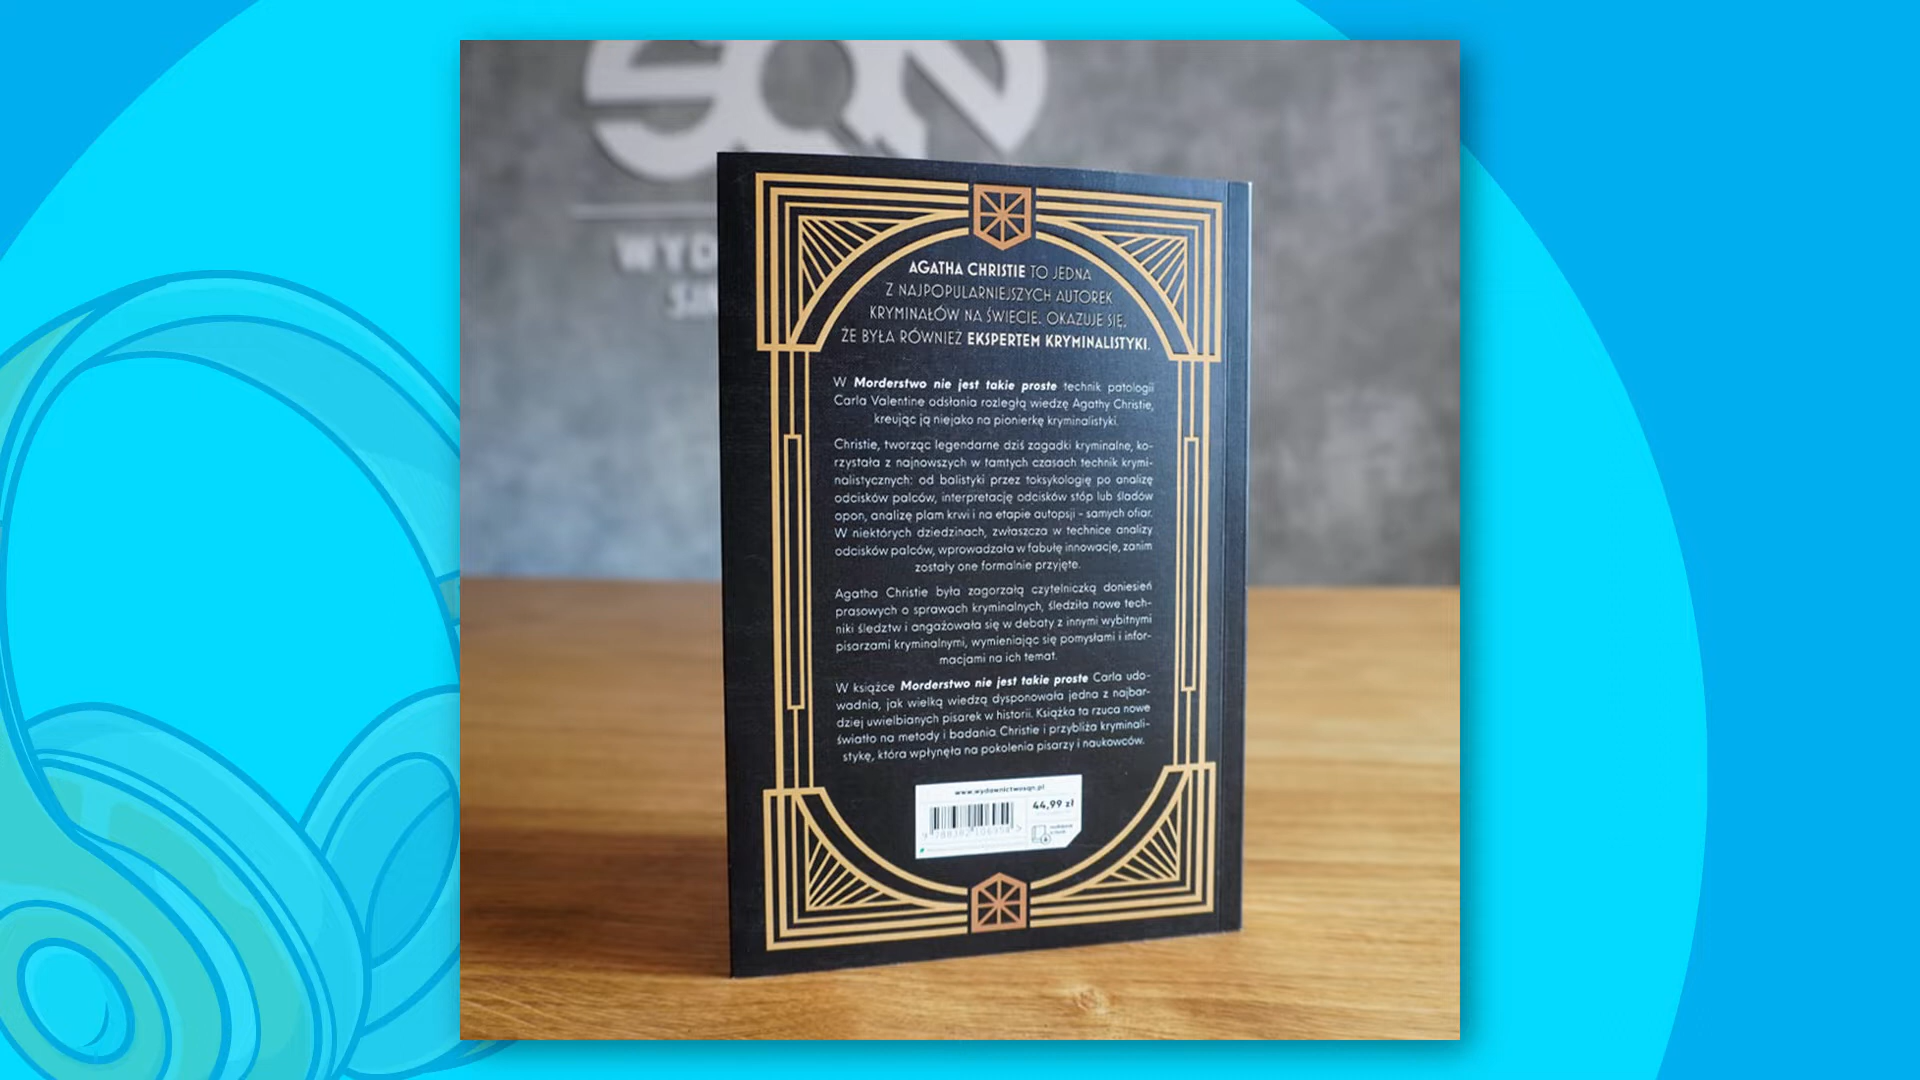 SQN
WYD
AGATHA CHRISTIE TO JEDNA
Z NAJPOPULARNIEJSZYCH AUTOREK
KRYMINAŁÓW NA ŚWIECIE. OKAZUJE SIĘ,
ŻE BYŁA RÓWNIEŻ EKSPERTEM KRYMINALISTYKI.
W Morderstwo nie jest takie proste technik patologii
Carla Valentine odsłania rozległą wiedzę Agathy Christie,
kreując ją niejako na pionierkę kryminalistyki.
Christie, tworząc legendarne dziś zagadki kryminalne, ko-
rzystała z najnowszych w tamtych czasach technik krymi-
nalistycznych: od balistyki przez toksykologię po analizę
odcisków palców, interpretację odcisków stóp lub śladów
opon, analizę plam krwi i na etapie autopsji - samych ofiar.
W niektórych dziedzinach, zwłaszcza w technice analizy
odcisków palców, wprowadzała w fabułę innowacje, zanim
zostały one formalnie przyjęte.
Agatha Christie była zagorzałą czytelniczką doniesień
prasowych o sprawach kryminalnych, śledziła nowe tech-
niki śledztw i angażowała się w debaty z innymi wybitnymi
pisarzami kryminalnymi, wymieniając się pomysłami i infor-
macjami na ich temat.
W książce Morderstwo nie jest takie proste Carla udo-
wadnia, jak wielką wiedzą dysponowała jedna z najbar-
dziej uwielbianych pisarek w historii. Książka ta rzuca nowe
światło na metody i badania Christie i przybliża kryminali-
stykę, która wpłynęła na pokolenia pisarzy i naukowców.
www.wydawnictwosqn.pl
44,99 zł
9 788382 106954 >